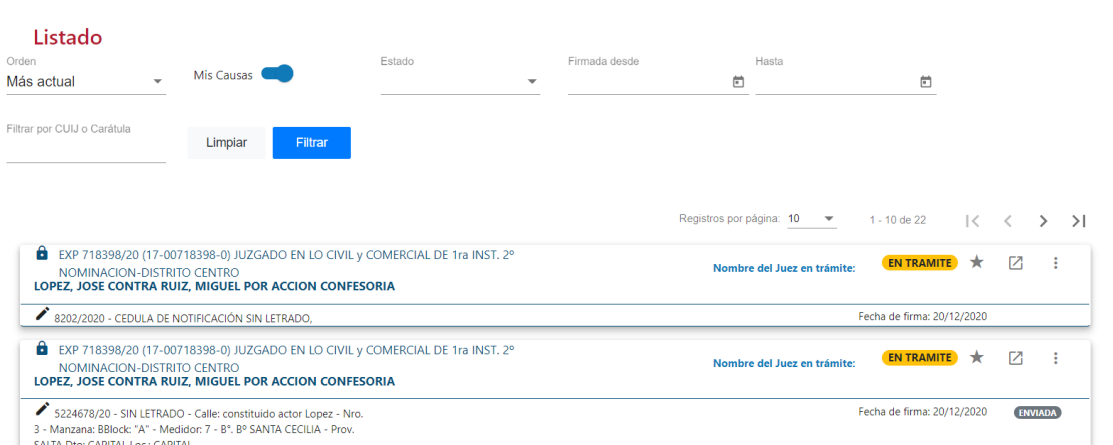 Listado
Orden
Más actual
Mis Causas
Estado
Firmada desde
Hasta
Filtrar por CUIJ o Carátula
Limpiar
Filtrar
Registros por página: 10
1 - 10 de 22
EXP 718398/20 (17-00718398-0) JUZGADO EN LO CIVIL y COMERCIAL DE 1ra INST. 2º
NOMINACION-DISTRITO CENTRO
LOPEZ, JOSE CONTRA RUIZ, MIGUEL POR ACCION CONFESORIA
Nombre del Juez en trámite:
EN TRAMITE
8202/2020 - CEDULA DE NOTIFICACIÓN SIN LETRADO,
Fecha de firma: 20/12/2020
EXP 718398/20 (17-00718398-0) JUZGADO EN LO CIVIL y COMERCIAL DE 1ra INST. 2º
NOMINACION-DISTRITO CENTRO
LOPEZ, JOSE CONTRA RUIZ, MIGUEL POR ACCION CONFESORIA
Nombre del Juez en trámite:
EN TRAMITE
5224678/20 - SIN LETRADO - Calle: constituido actor Lopez - Nro.
3 - Manzana: BBlock: "A" - Medidor: 7 - B°. Bº SANTA CECILIA - Prov.
SALTA Dto: CAPITAL Loc.: CAPITAL
Fecha de firma: 20/12/2020
ENVIADA